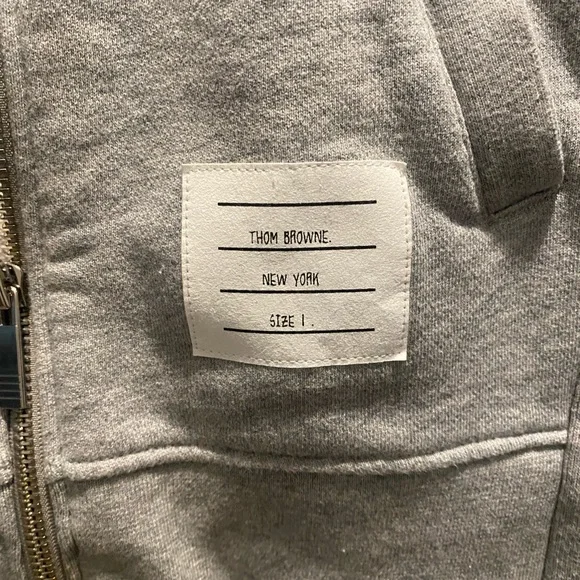 THOM BROWNE.
NEW YORK
SIZE 1.